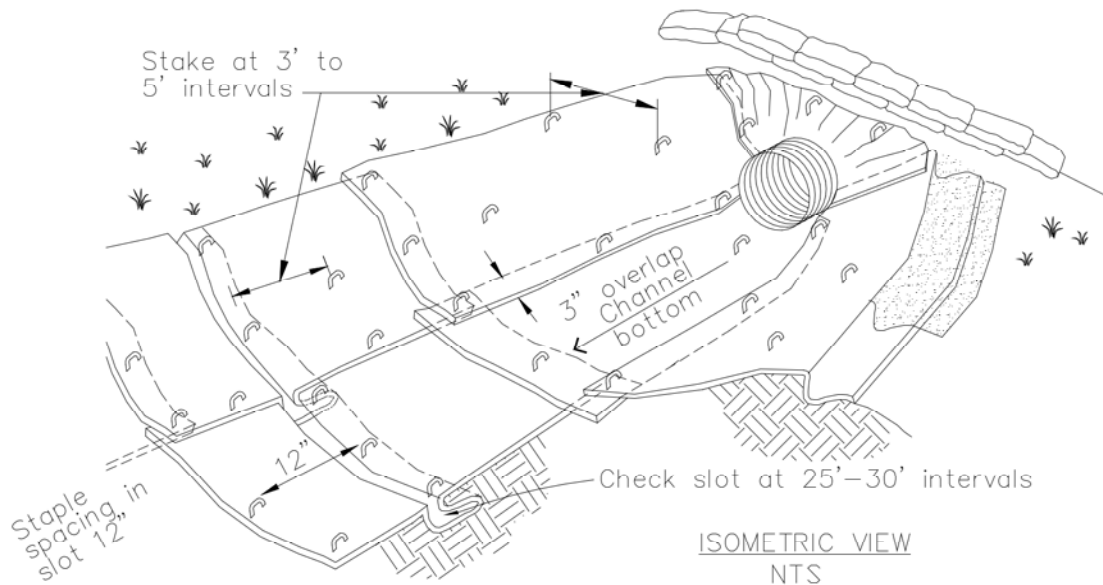 Stake at 3' to
5' intervals
3" overlap
Channel
bottom
12"
Staple
spacing in
slot 12"
Check slot at 25'-30' intervals
ISOMETRIC VIEW
NTS